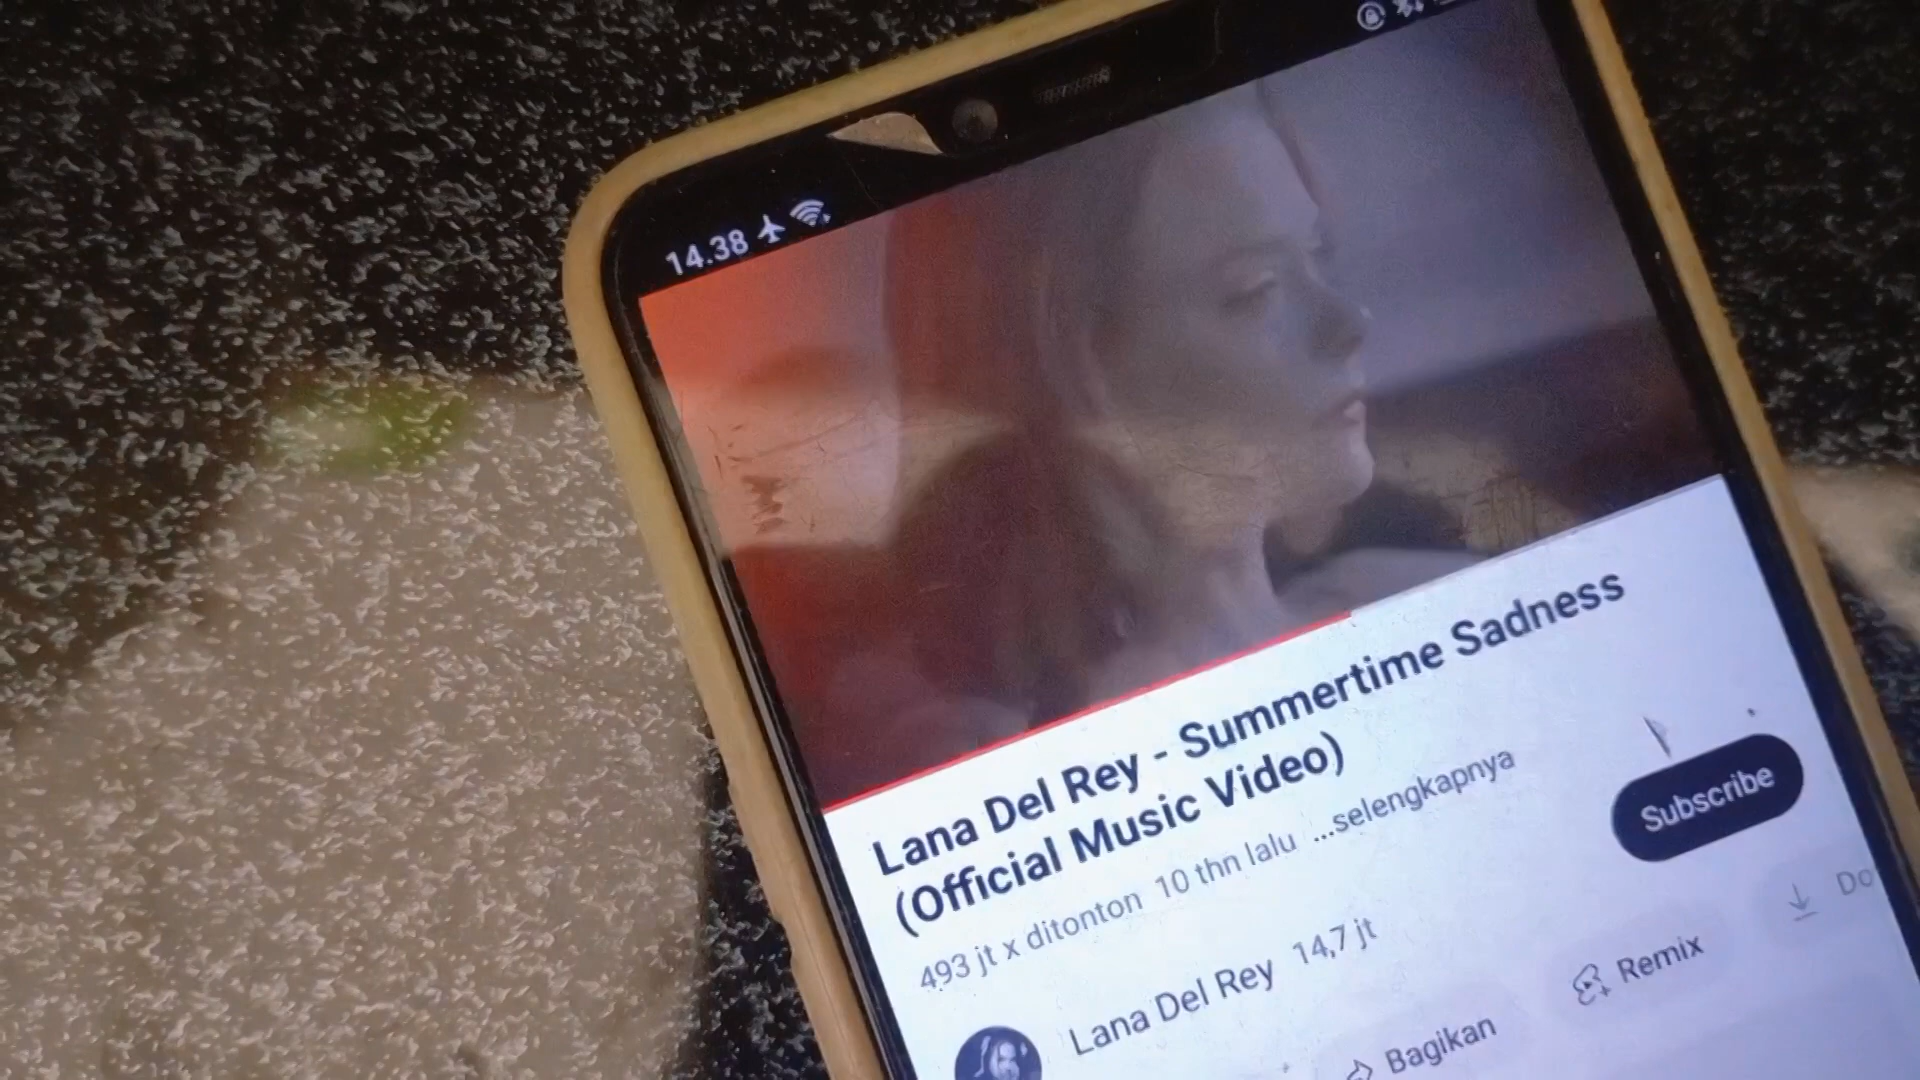 14.38
Lana Del Rey - Summertime Sadness
(Official Music Video)
493 jt x ditonton 10 thn lalu ...selengkapnya
Lana Del Rey 14,7 jt
Subscribe
Bagikan
Remix